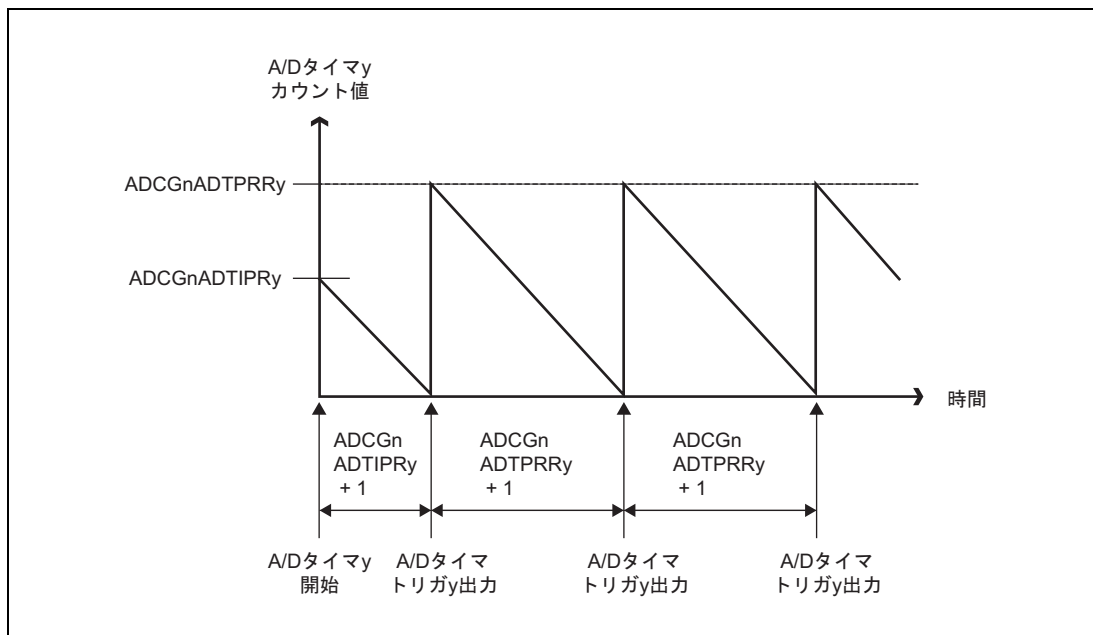 A/Dタイマy
カウント値
ADCGnADTPRRy
ADCGnADTIPRy
時間
ADCGn
ADTIPRy
+ 1
ADCGn
ADTPRRy
+ 1
ADCGn
ADTPRRy
+ 1
A/Dタイマy
開始
A/Dタイマ
トリガy出力
A/Dタイマ
トリガy出力
A/Dタイマ
トリガy出力